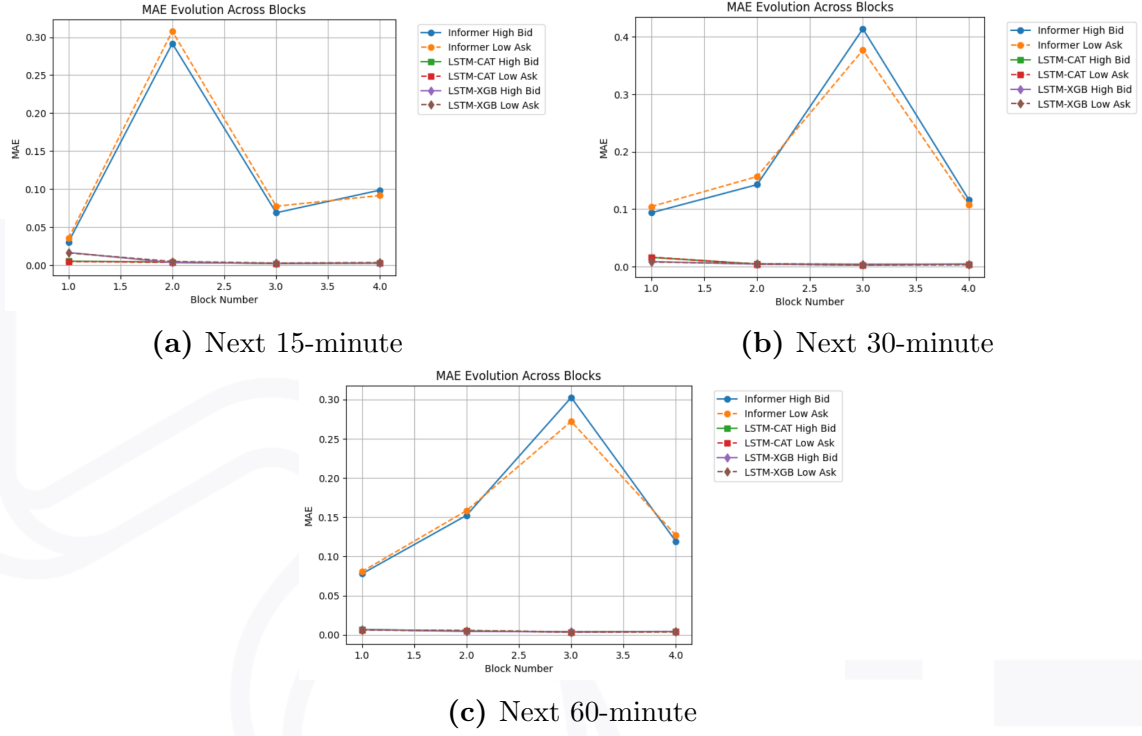 MAE Evolution Across Blocks
MAE
0.30
0.25
0.20
0.15
0.10
0.05
0.00
1.0 1.5 2.0 2.5 3.0 3.5 4.0
Block Number
Informer High Bid
Informer Low Ask
LSTM-CAT High Bid
LSTM-CAT Low Ask
LSTM-XGB High Bid
LSTM-XGB Low Ask
(a) Next 15-minute
MAE Evolution Across Blocks
MAE
0.4
0.3
0.2
0.1
0.0
1.0 1.5 2.0 2.5 3.0 3.5 4.0
Block Number
Informer High Bid
Informer Low Ask
LSTM-CAT High Bid
LSTM-CAT Low Ask
LSTM-XGB High Bid
LSTM-XGB Low Ask
(b) Next 30-minute
MAE Evolution Across Blocks
MAE
0.30
0.25
0.20
0.15
0.10
0.05
0.00
1.0 1.5 2.0 2.5 3.0 3.5 4.0
Block Number
Informer High Bid
Informer Low Ask
LSTM-CAT High Bid
LSTM-CAT Low Ask
LSTM-XGB High Bid
LSTM-XGB Low Ask
(c) Next 60-minute